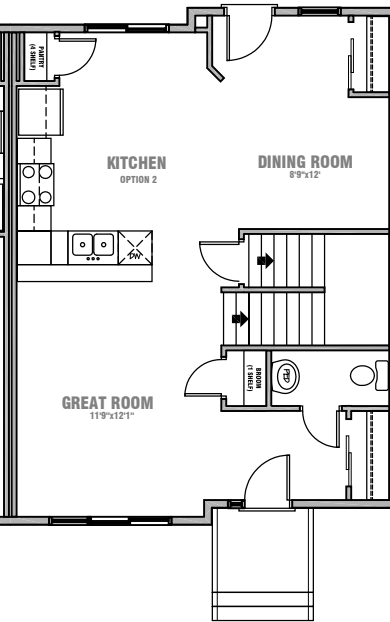 PANTRY
(4 SHELF)
KITCHEN
OPTION 2
DINING ROOM
8'9"x12'
DW
BROOM
(1 SHELF)
PED
GREAT ROOM
11'9"x12'1"